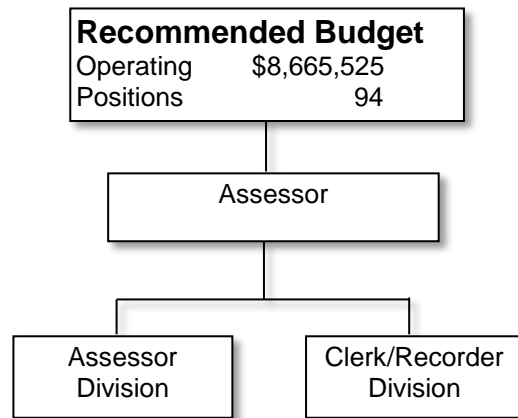 Recommended Budget
Operating $8,665,525
Positions 94
Assessor
Assessor
Division
Clerk/Recorder
Division